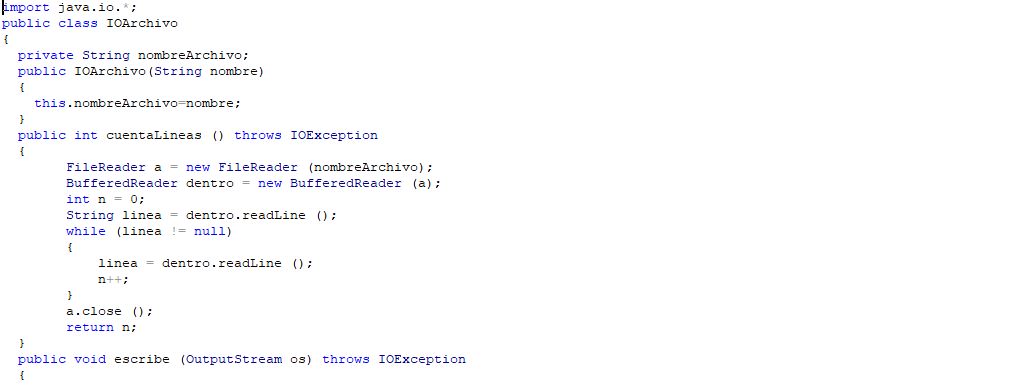 import java.io.*;
public class IOArchivo
{
private String nombreArchivo;
public IOArchivo(String nombre)
{
this.nombreArchivo=nombre;
}
public int cuentaLineas () throws IOException
{
FileReader a = new FileReader (nombreArchivo);
BufferedReader dentro = new BufferedReader (a);
int n = 0;
String linea = dentro.readLine ();
while (linea != null)
{
linea = dentro.readLine ();
n++;
}
a.close ();
return n;
}
public void escribe (OutputStream os) throws IOException
{